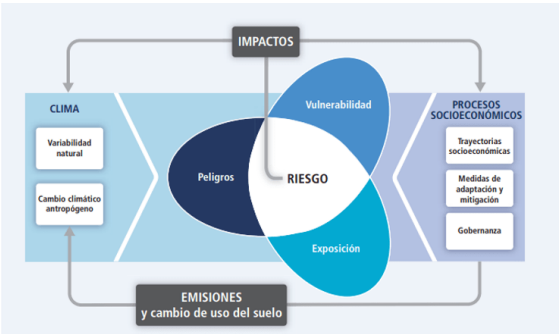 IMPACTOS
CLIMA
Variabilidad
natural
Cambio climático
antropógeno
Vulnerabilidad
Peligros
RIESGO
Exposición
PROCESOS
SOCIOECONÓMICOS
Trayectorias
socioeconómicas
Medidas de
adaptación y
mitigación
Gobernanza
EMISIONES
y cambio de uso del suelo